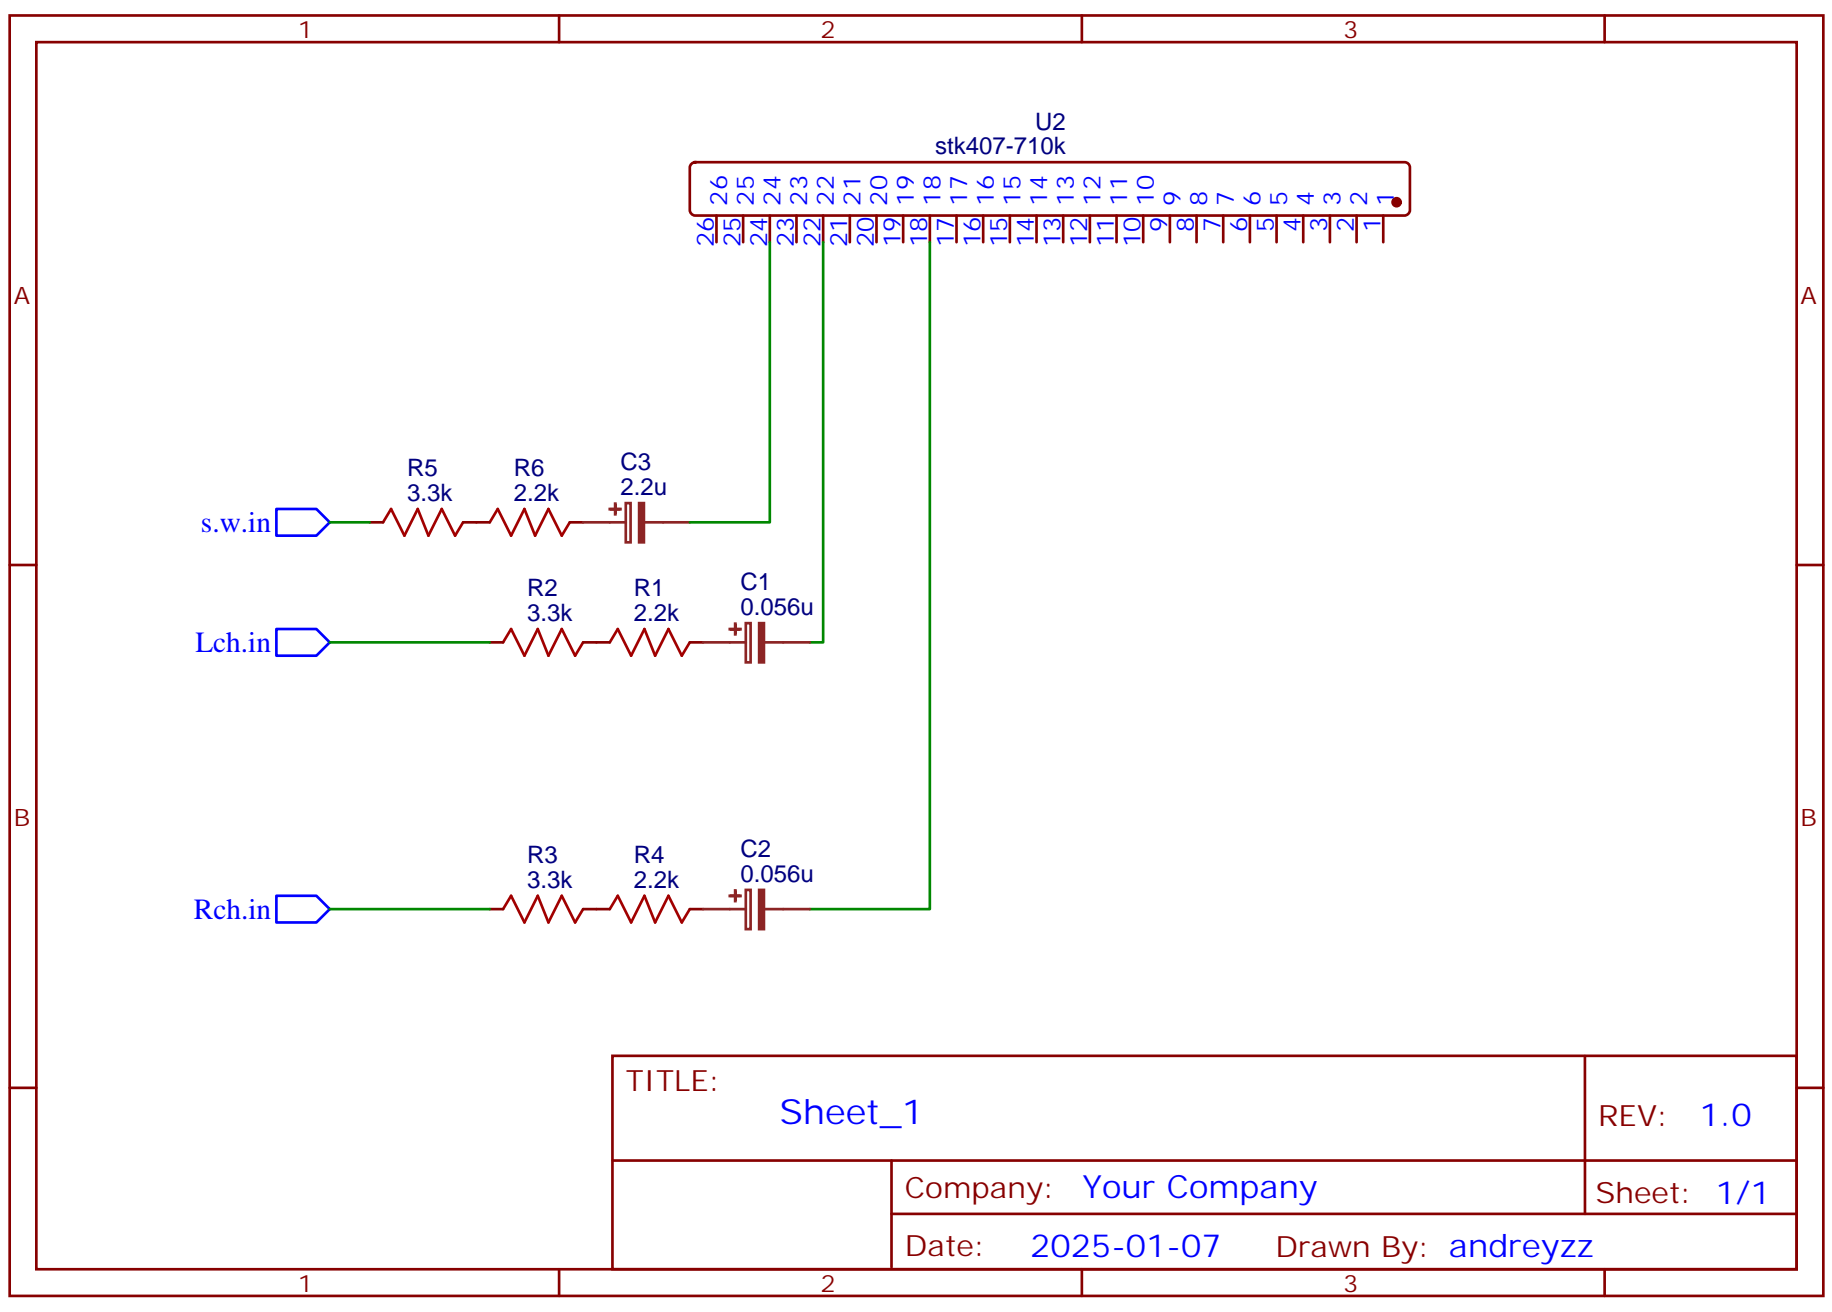 1 2 3
U2
stk407-710k
26 25 24 23 22 21 20 19 18 17 16 15 14 13 12 11 10 9 8 7 6 5 4 3 2 1
26 25 24 23 22 21 20 19 18 17 16 15 14 13 12 11 10 9 8 7 6 5 4 3 2 1
A A
R5 R6 C3
3.3k 2.2k 2.2u
+
s.w.in
R2 R1 C1
3.3k 2.2k 0.056u
+
Lch.in
B B
R3 R4 C2
3.3k 2.2k 0.056u
+
Rch.in
TITLE:
Sheet_1
REV: 1.0
Company: Your Company
Sheet: 1/1
Date: 2025-01-07 Drawn By: andreyzz
1 2 3